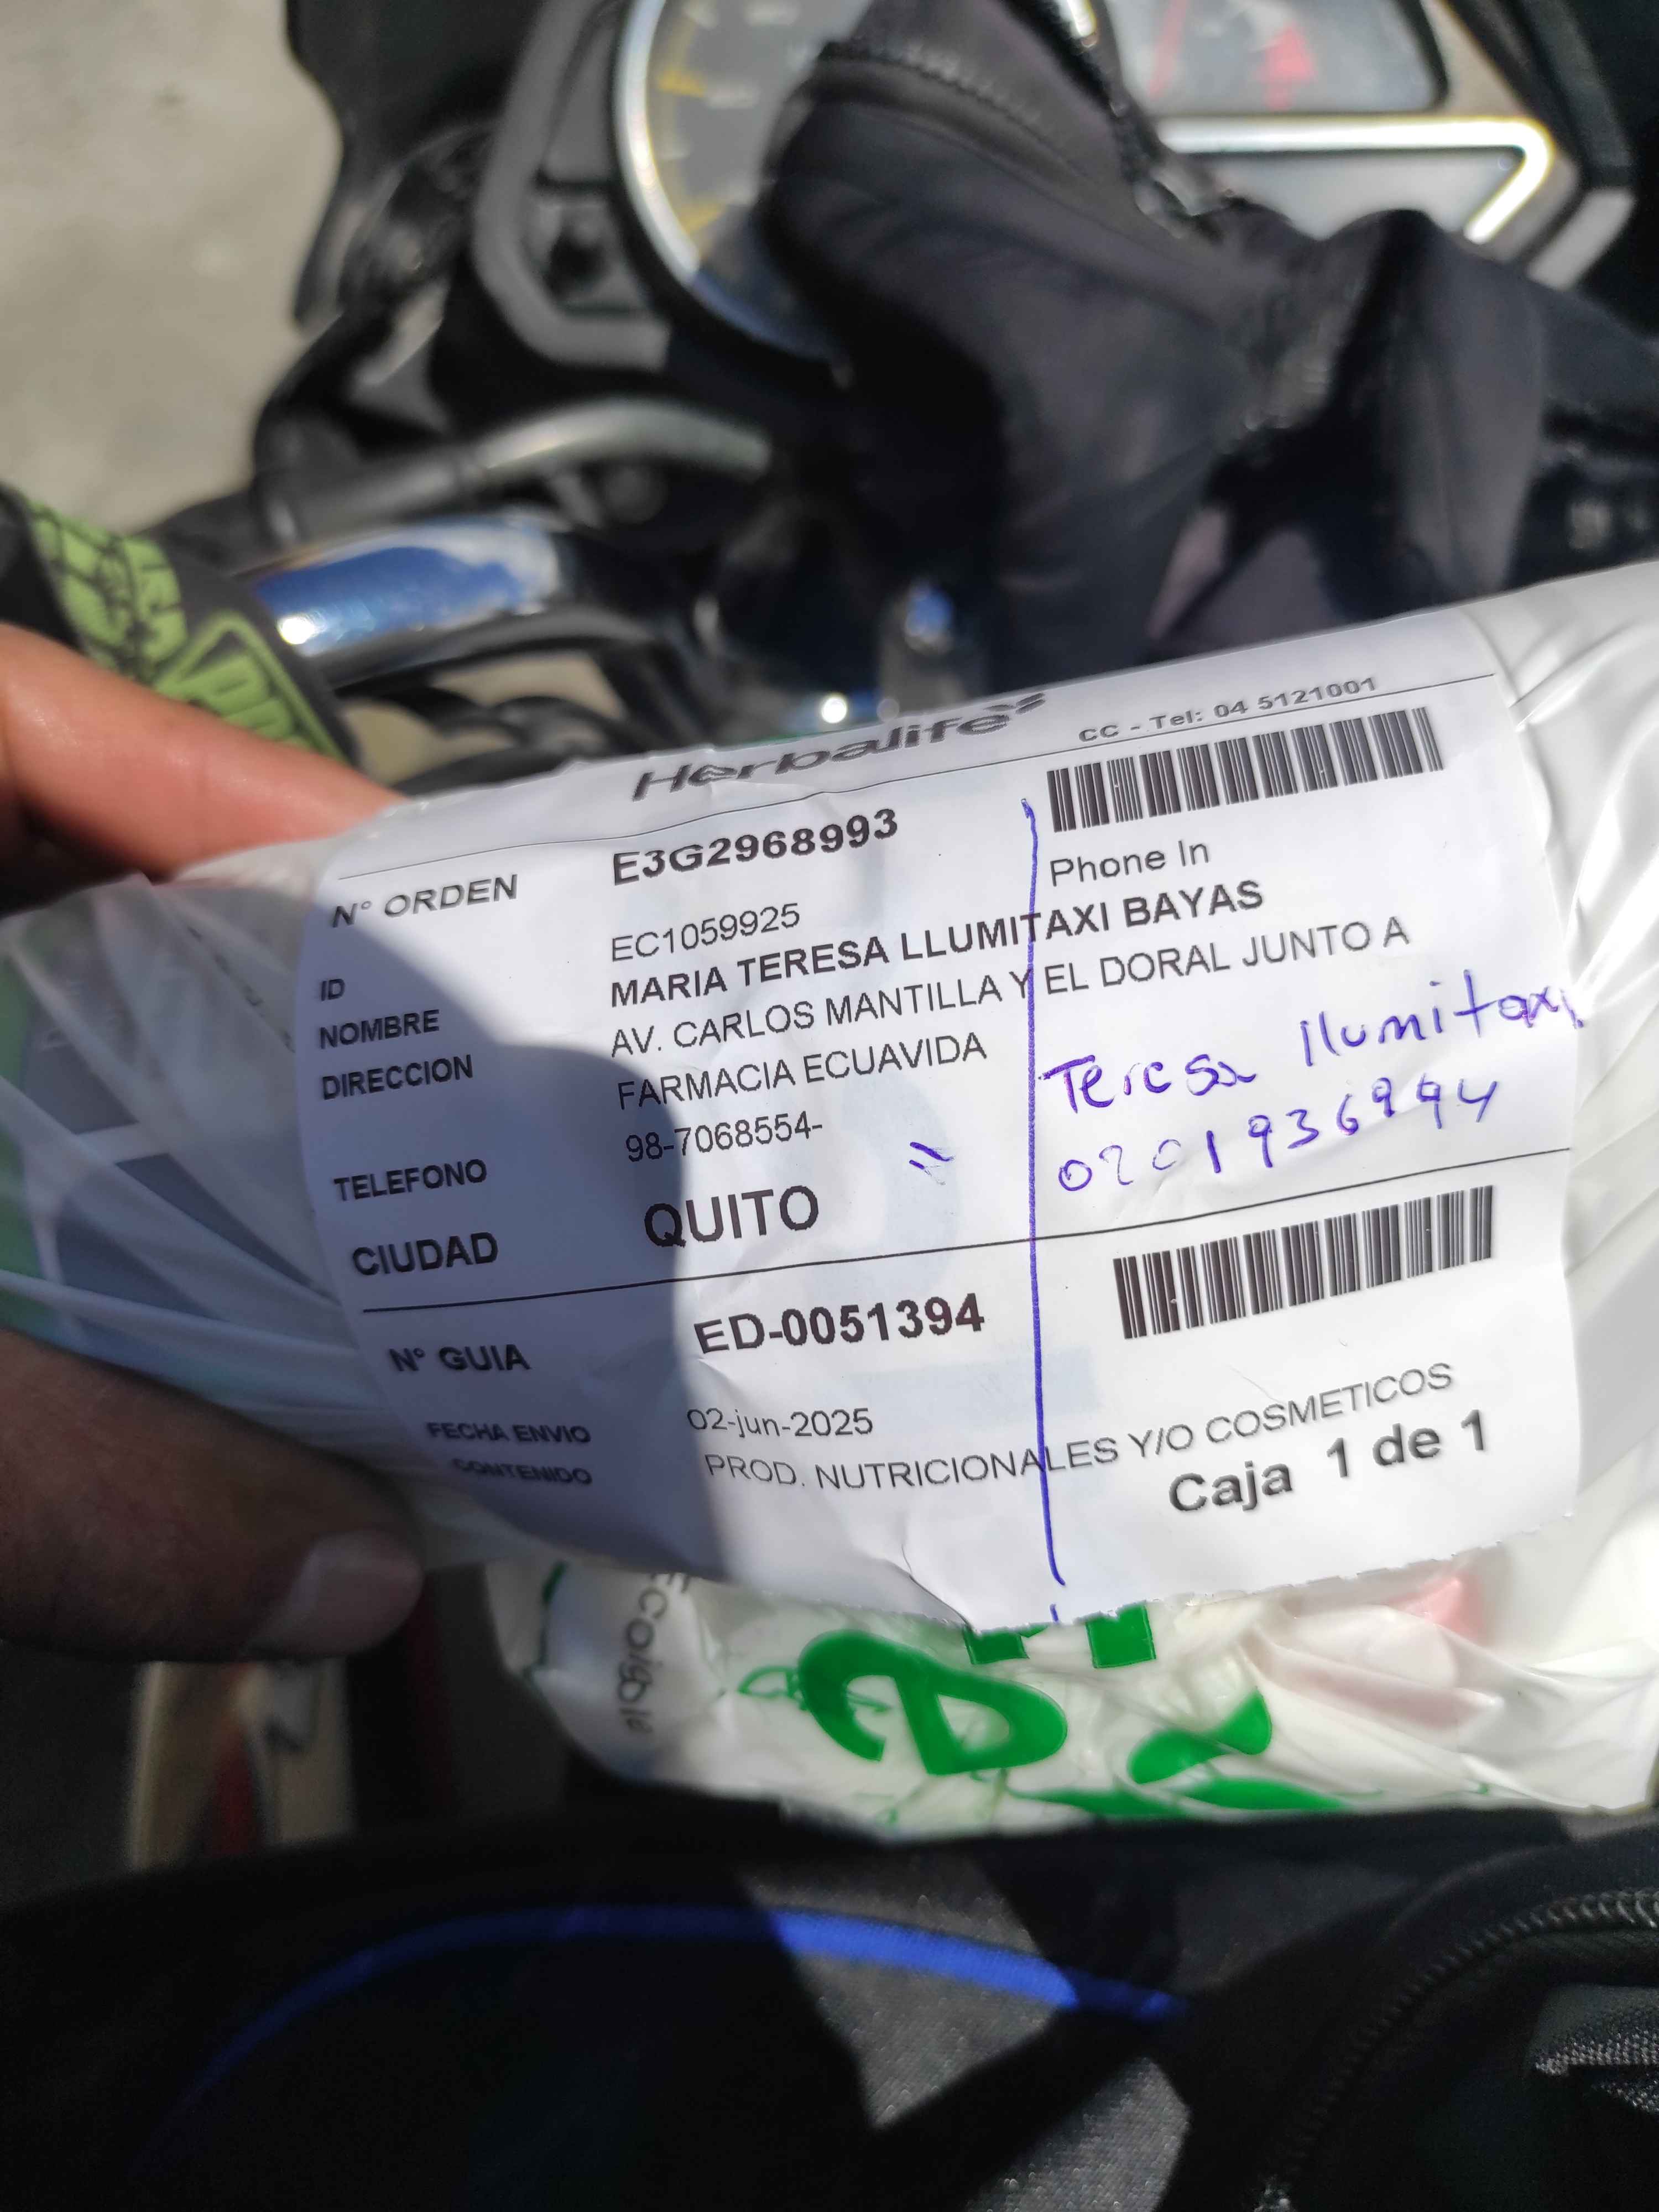 Herbalife
CC - Tel: 04 5121001
N° ORDEN E3G2968993
Phone In
ID EC1059925
NOMBRE MARIA TERESA LLUMITAXI BAYAS
DIRECCION AV. CARLOS MANTILLA Y EL DORAL JUNTO A
FARMACIA ECUAVIDA
Teresa llumitaxi
TELEFONO 98-7068554-
0201936994
CIUDAD QUITO
N° GUIA ED-0051394
FECHA ENVIO 02-jun-2025
CONTENIDO PROD. NUTRICIONALES Y/O COSMETICOS
Caja 1 de 1